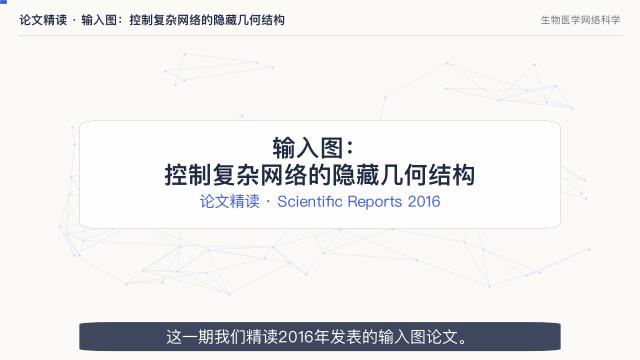 论文精读 · 输入图：控制复杂网络的隐藏几何结构
生物医学网络科学
输入图：
控制复杂网络的隐藏几何结构
论文精读 · Scientific Reports 2016
这一期我们精读2016年发表的输入图论文。